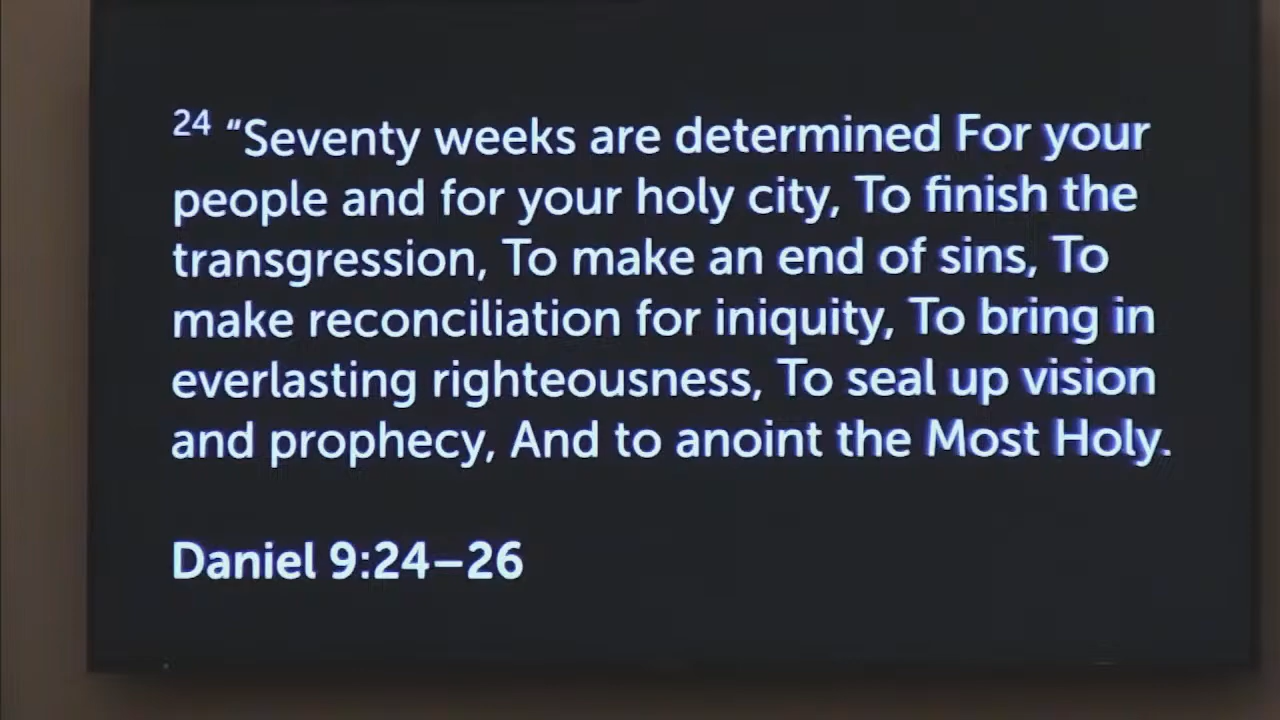 24 “Seventy weeks are determined For your
people and for your holy city, To finish the
transgression, To make an end of sins, To
make reconciliation for iniquity, To bring in
everlasting righteousness, To seal up vision
and prophecy, And to anoint the Most Holy.
Daniel 9:24–26